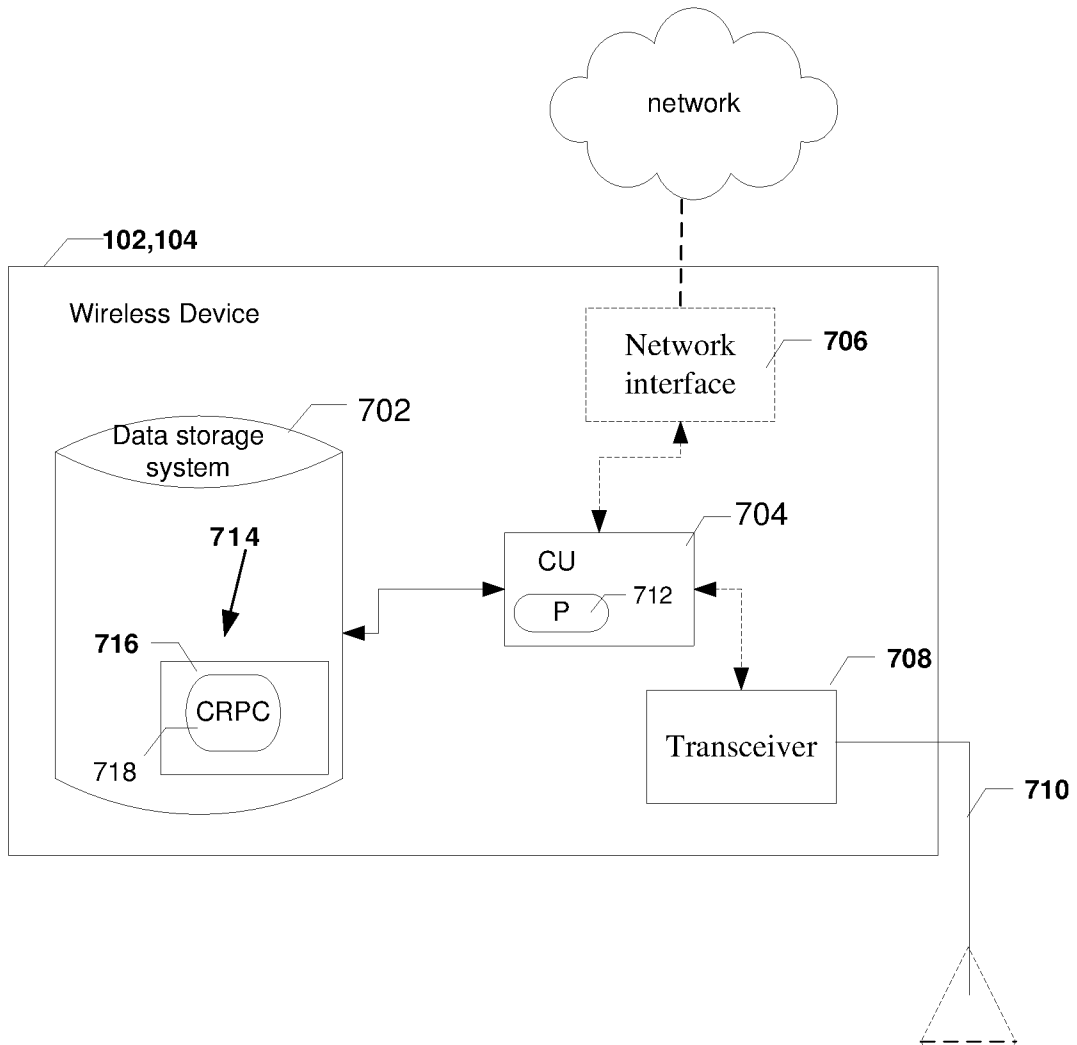 network
102,104
Wireless Device
Network
interface
706
702
Data storage
system
714
704
CU
P
712
716
CRPC
718
708
Transceiver
710